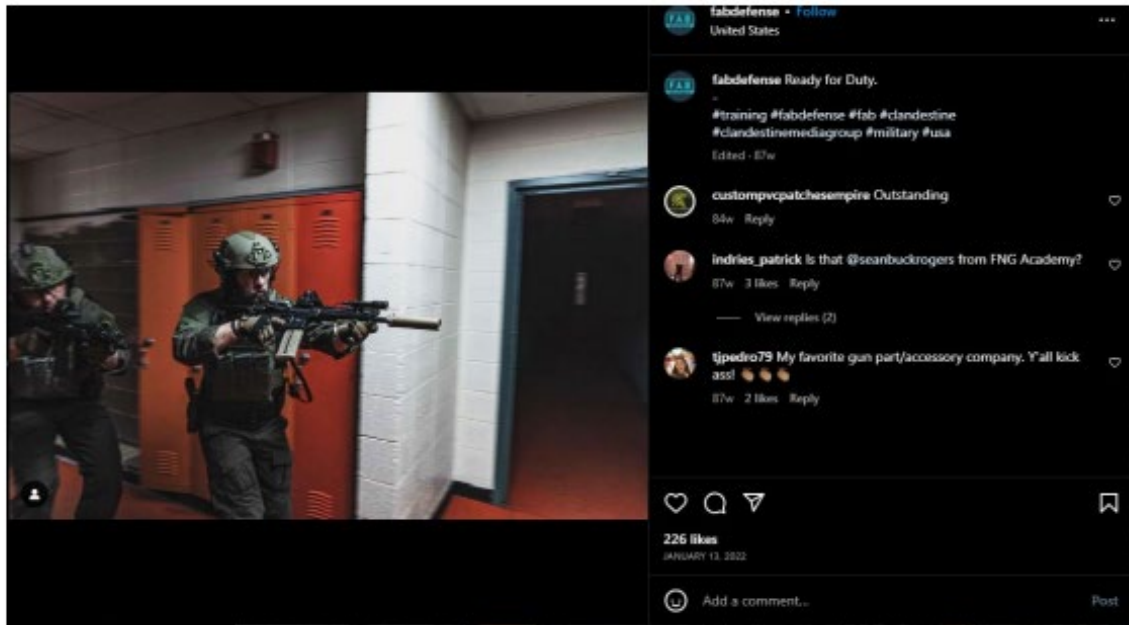 fabdefense • Follow
United States
FAB
fabdefense Ready for Duty.
-
#training #fabdefense #fab #clandestine
#clandestinemediagroup #military #usa
Edited · 87w
custompvcpatchesempire Outstanding
84w Reply
indries_patrick Is that @seanbuckrogers from FNG Academy?
87w 3 likes Reply
View replies (2)
tjpedro79 My favorite gun part/accessory company. Y'all kick
ass! 👏🏽👏🏽👏🏽
87w 2 likes Reply
226 likes
JANUARY 13, 2022
Add a comment...
Post